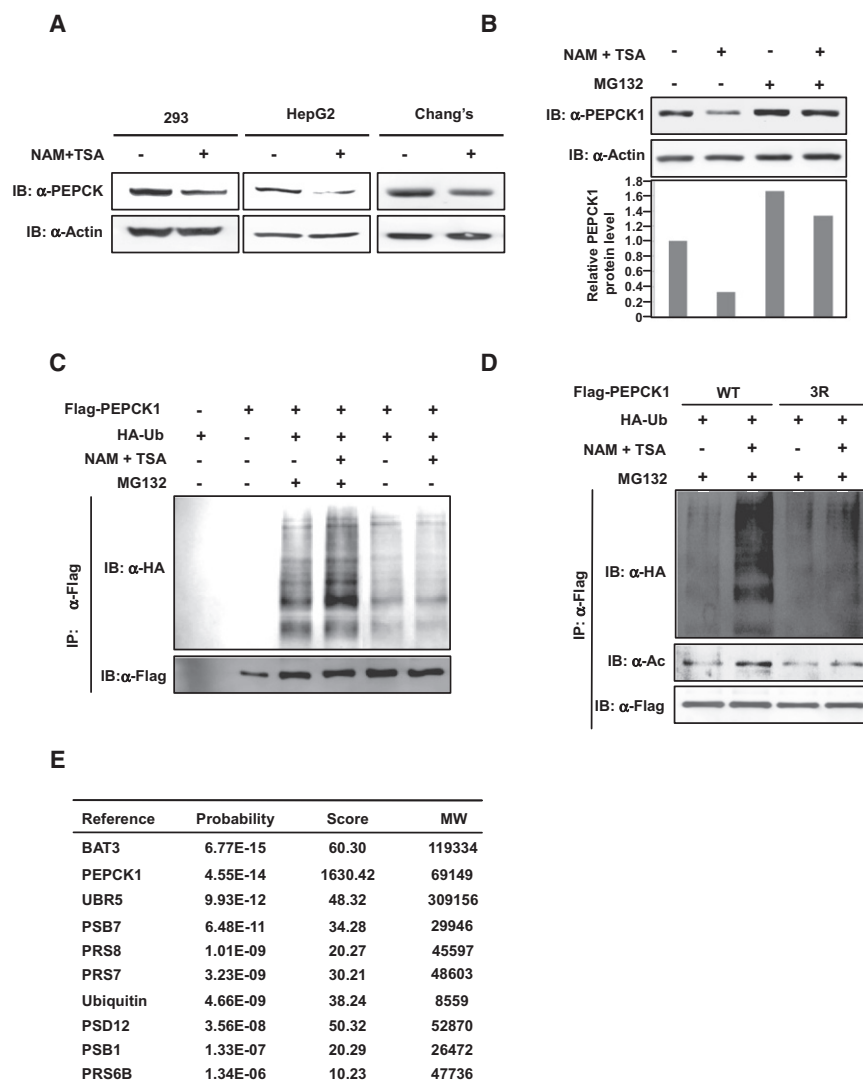 A
293 HepG2 Chang's
NAM+TSA - + - + - +
IB: α-PEPCK
IB: α-Actin
B
NAM + TSA - + - +
MG132 - - + +
IB: α-PEPCK1
IB: α-Actin
Relative PEPCK1
protein level
1.8
1.6
1.4
1.2
1.0
0.8
0.6
0.4
0.2
0
C
Flag-PEPCK1 - + + + + +
HA-Ub + - + + + +
NAM + TSA - - - + - +
MG132 - - + + - -
IP: α-Flag
IB: α-HA
IB:α-Flag
D
Flag-PEPCK1 WT 3R
HA-Ub + + + +
NAM + TSA - + - +
MG132 + + + +
IP: α-Flag
IB: α-HA
IB: α-Ac
IB: α-Flag
E
Reference Probability Score MW
BAT3 6.77E-15 60.30 119334
PEPCK1 4.55E-14 1630.42 69149
UBR5 9.93E-12 48.32 309156
PSB7 6.48E-11 34.28 29946
PRS8 1.01E-09 20.27 45597
PRS7 3.23E-09 30.21 48603
Ubiquitin 4.66E-09 38.24 8559
PSD12 3.56E-08 50.32 52870
PSB1 1.33E-07 20.29 26472
PRS6B 1.34E-06 10.23 47736